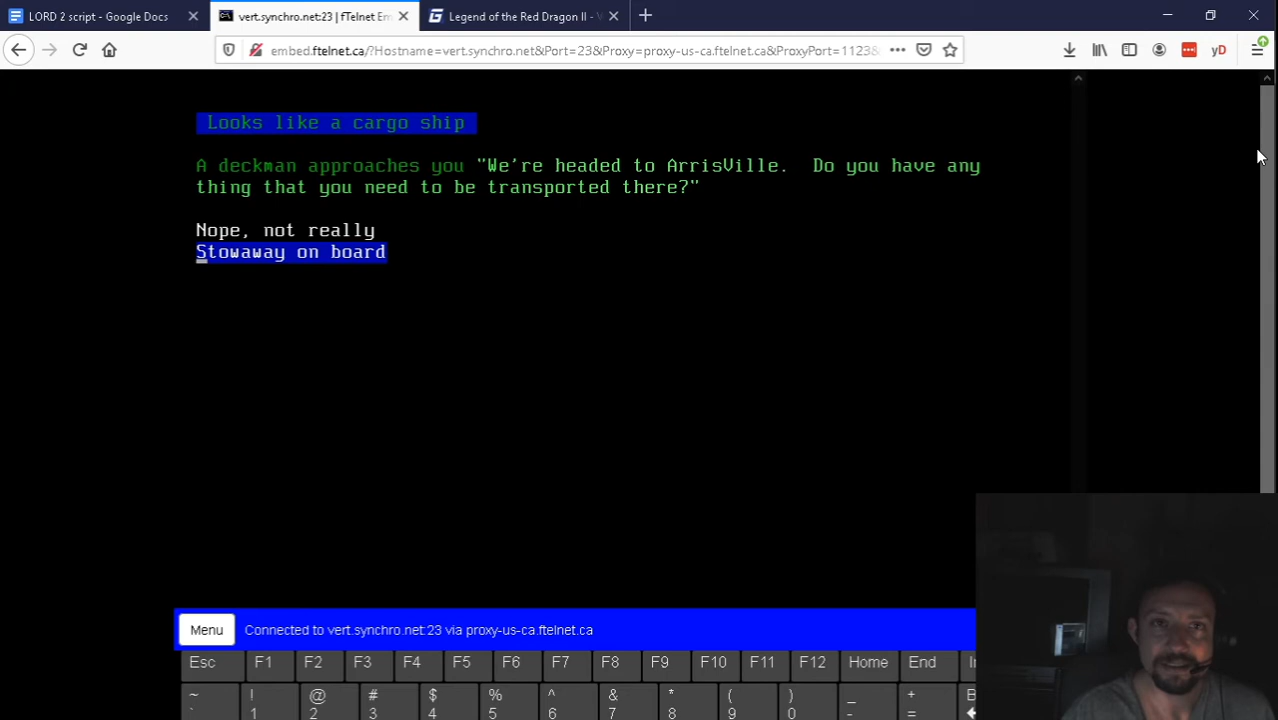 LORD 2 script - Google Docs
vert.synchro.net:23 | fTelnet Em
Legend of the Red Dragon II - 
embed.ftelnet.ca/?Hostname=vert.synchro.net&Port=23&Proxy=proxy-us-ca.ftelnet.ca&ProxyPort=1123&
yD
Looks like a cargo ship
A deckman approaches you "We're headed to ArrisVille.  Do you have any
thing that you need to be transported there?"
Nope, not really
Stowaway on board
Menu
Connected to vert.synchro.net:23 via proxy-us-ca.ftelnet.ca
Esc F1 F2 F3 F4 F5 F6 F7 F8 F9 F10 F11 F12 Home End In
~ ! @ # $ % ^ & * ( ) _ + B
` 1 2 3 4 5 6 7 8 9 0 - =